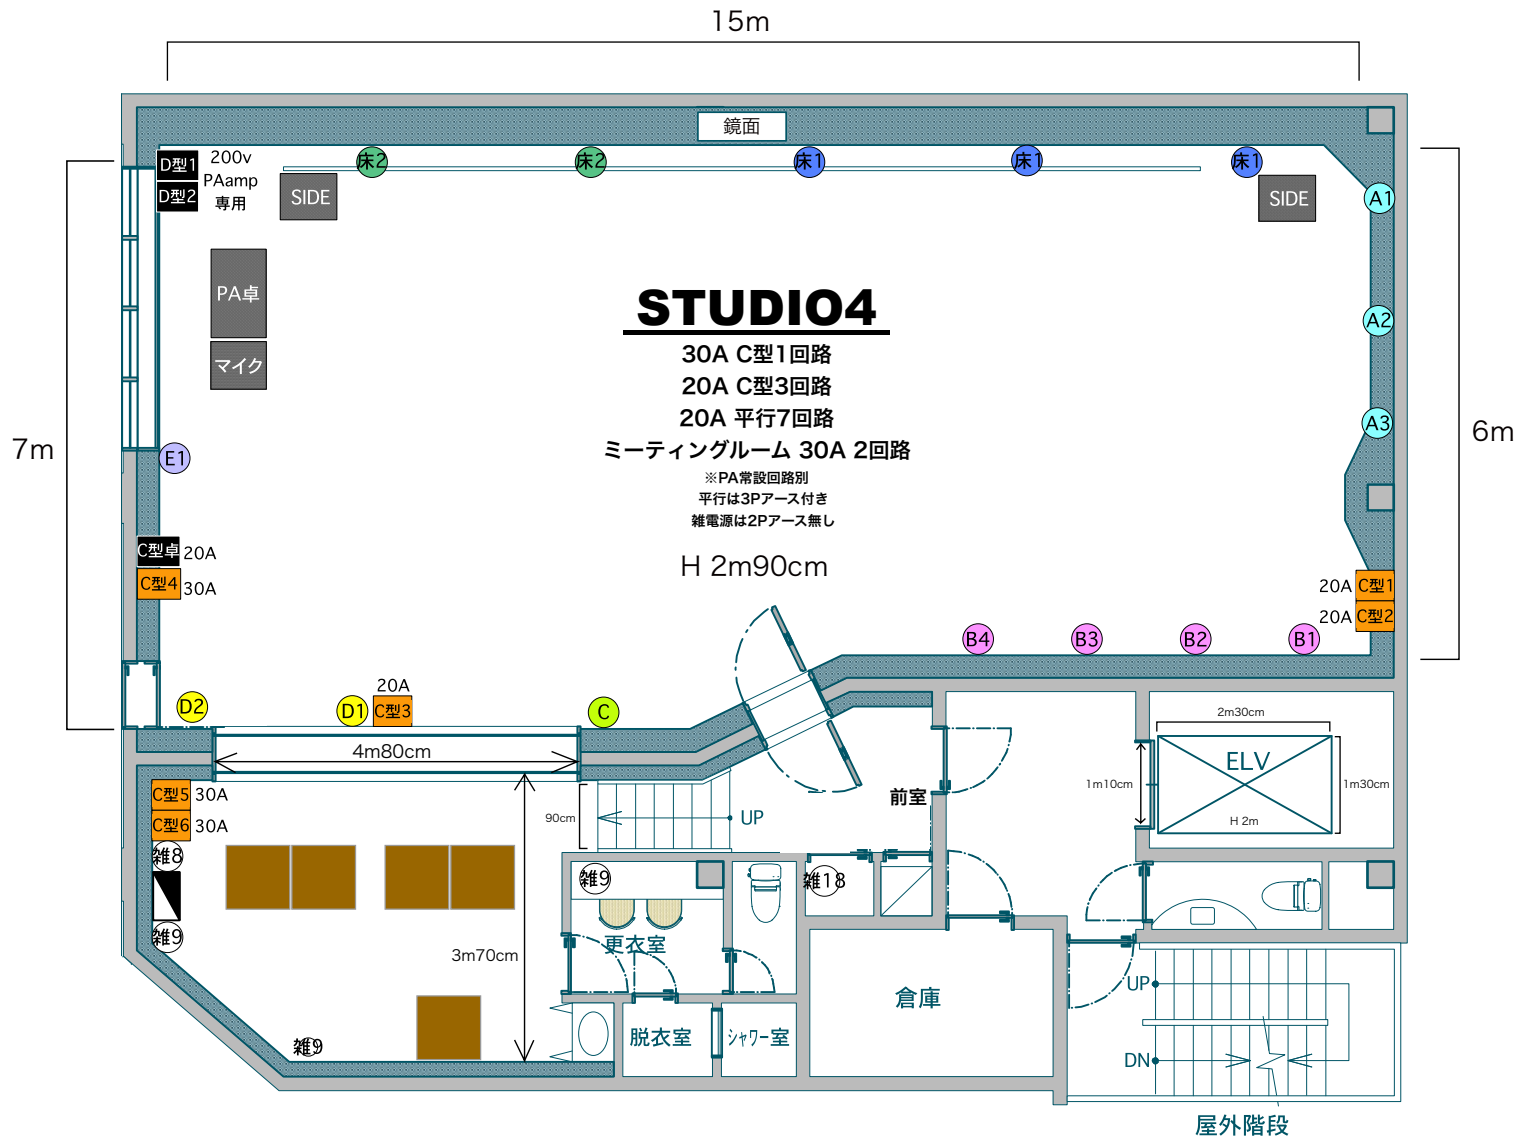 15m
鏡面
D型1
D型2
200v
PAamp
専用
床2
床2
床1
床1
床1
SIDE
SIDE
A1
PA卓
マイク
STUDIO4
30A C型1回路
20A C型3回路
20A 平行7回路
ミーティングルーム 30A 2回路
※PA常設回路別
平行は3Pアース付き
雑電源は2Pアース無し
H 2m90cm
A2
A3
7m
6m
E1
C型卓 20A
C型4 30A
20A C型1
20A C型2
B4
B3
B2
B1
D2
D1
20A
C型3
C
4m80cm
C型5 30A
C型6 30A
雑8
雑9
90cm
UP
前室
2m30cm
ELV
1m10cm
1m30cm
H 2m
雑9
雑18
更衣室
3m70cm
雑9
脱衣室
シャワー室
倉庫
UP
DN
屋外階段